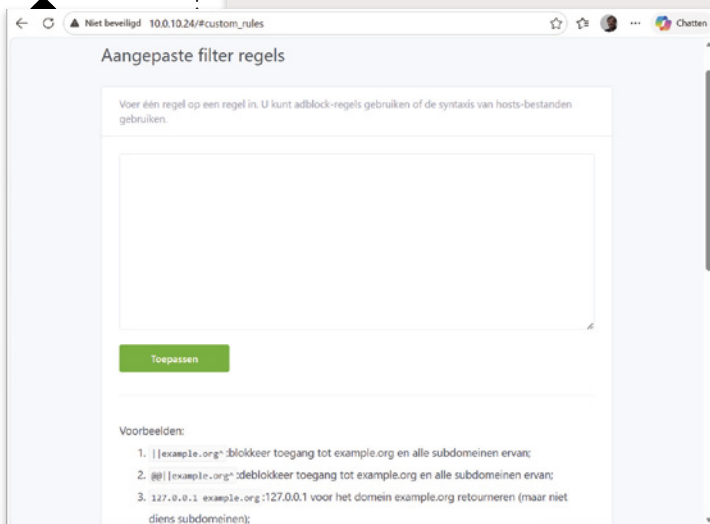 Niet beveiligd 10.0.10.24/#custom_rules
Chatten
Aangepaste filter regels
Voer één regel op een regel in. U kunt adblock-regels gebruiken of de syntaxis van hosts-bestanden
gebruiken.
Toepassen
Voorbeelden:
1. ||example.org^ :blokkeer toegang tot example.org en alle subdomeinen ervan;
2. @@||example.org^ :deblokkeer toegang tot example.org en alle subdomeinen ervan;
3. 127.0.0.1 example.org :127.0.0.1 voor het domein example.org retourneren (maar niet
diens subdomeinen);